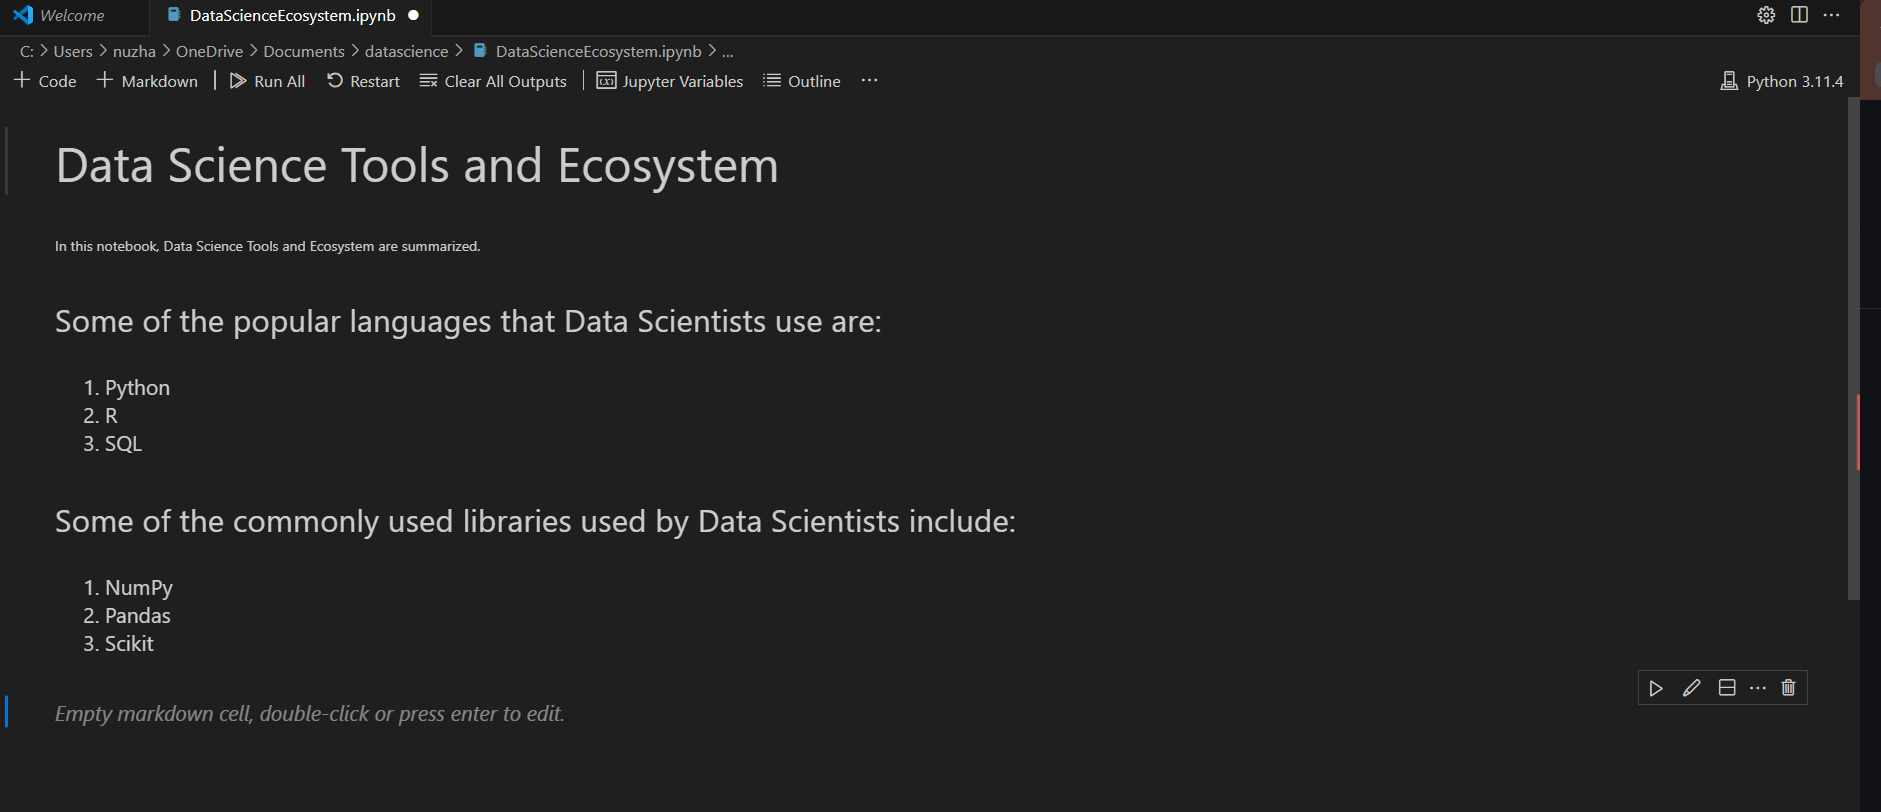 Welcome DataScienceEcosystem.ipynb
C: > Users > nuzha > OneDrive > Documents > datascience > DataScienceEcosystem.ipynb > ...
+ Code + Markdown | Run All Restart Clear All Outputs | Jupyter Variables Outline ... Python 3.11.4
Data Science Tools and Ecosystem
In this notebook, Data Science Tools and Ecosystem are summarized.
Some of the popular languages that Data Scientists use are:
1. Python
2. R
3. SQL
Some of the commonly used libraries used by Data Scientists include:
1. NumPy
2. Pandas
3. Scikit
Empty markdown cell, double-click or press enter to edit.